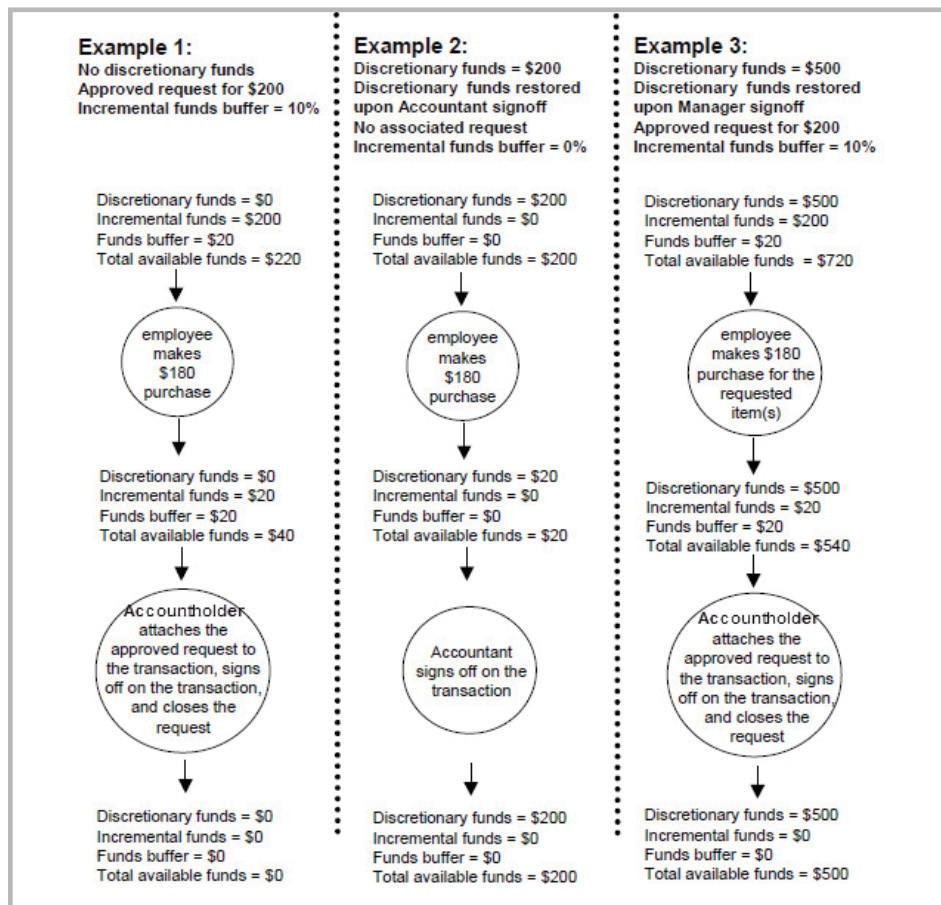 Example 1:
No discretionary funds
Approved request for $200
Incremental funds buffer = 10%
Discretionary funds = $0
Incremental funds = $200
Funds buffer = $20
Total available funds = $220
employee
makes
$180
purchase
Discretionary funds = $0
Incremental funds = $20
Funds buffer = $20
Total available funds = $40
Accountholder
attaches the
approved request to
the transaction, signs
off on the transaction,
and closes the
request
Discretionary funds = $0
Incremental funds = $0
Funds buffer = $0
Total available funds = $0
Example 2:
Discretionary funds = $200
Discretionary funds restored
upon Accountant signoff
No associated request
Incremental funds buffer = 0%
Discretionary funds = $200
Incremental funds = $0
Funds buffer = $0
Total available funds = $200
employee
makes
$180
purchase
Discretionary funds = $20
Incremental funds = $0
Funds buffer = $0
Total available funds = $20
Accountant
signs off on the
transaction
Discretionary funds = $200
Incremental funds = $0
Funds buffer = $0
Total available funds = $200
Example 3:
Discretionary funds = $500
Discretionary funds restored
upon Manager signoff
Approved request for $200
Incremental funds buffer = 10%
Discretionary funds = $500
Incremental funds = $200
Funds buffer = $20
Total available funds = $720
employee
makes $180
purchase for the
requested
item(s)
Discretionary funds = $500
Incremental funds = $20
Funds buffer = $20
Total available funds = $540
Accountholder
attaches the
approved request to
the transaction, signs
off on the transaction,
and closes the
request
Discretionary funds = $500
Incremental funds = $0
Funds buffer = $0
Total available funds = $500